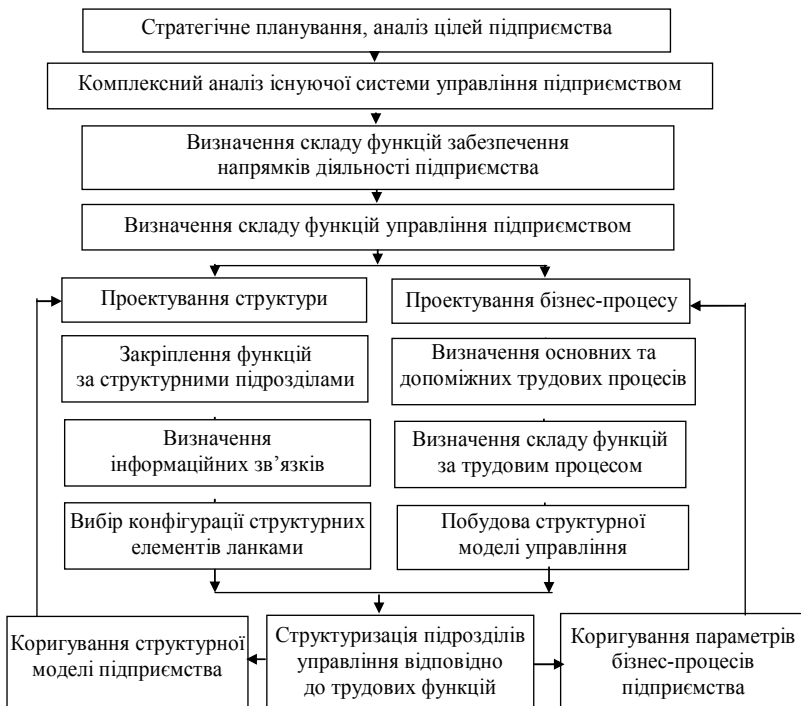 Стратегічне планування, аналіз цілей підприємства
Комплексний аналіз існуючої системи управління підприємством
Визначення складу функцій забезпечення
напрямків діяльності підприємства
Визначення складу функцій управління підприємством
Проектування структури
Проектування бізнес-процесу
Закріплення функцій
за структурними підрозділами
Визначення основних та
допоміжних трудових процесів
Визначення
інформаційних зв’язків
Визначення складу функцій
за трудовим процесом
Вибір конфігурації структурних
елементів ланками
Побудова структурної
моделі управління
Коригування структурної
моделі підприємства
Структуризація підрозділів
управління відповідно
до трудових функцій
Коригування параметрів
бізнес-процесів
підприємства